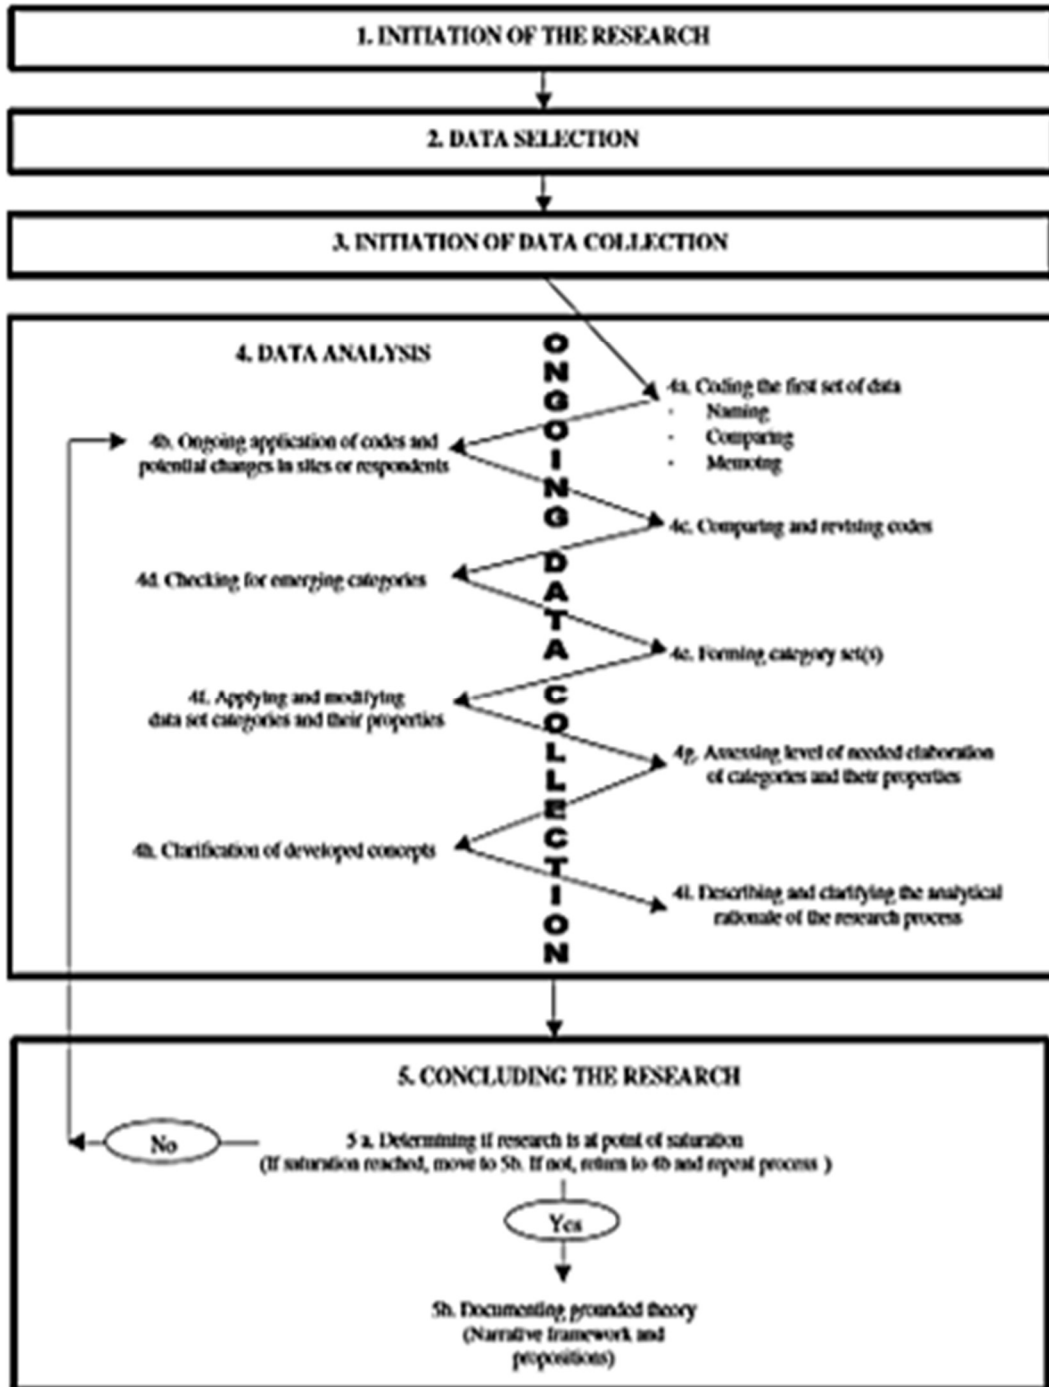 1. INITIATION OF THE RESEARCH
2. DATA SELECTION
3. INITIATION OF DATA COLLECTION
4. DATA ANALYSIS
ONGOING DATA COLLECTION
4a. Coding the first set of data
- Naming
- Comparing
- Memoing
4b. Ongoing application of codes and
potential changes in sites or respondents
4c. Comparing and revising codes
4d. Checking for emerging categories
4e. Forming category set(s)
4f. Applying and modifying
data set categories and their properties
4g. Assessing level of needed elaboration
of categories and their properties
4h. Clarification of developed concepts
4i. Describing and clarifying the analytical
rationale of the research process
5. CONCLUDING THE RESEARCH
5 a. Determining if research is at point of saturation
(If saturation reached, move to 5b. If not, return to 4b and repeat process )
No
Yes
5b. Documenting grounded theory
(Narrative framework and
propositions)